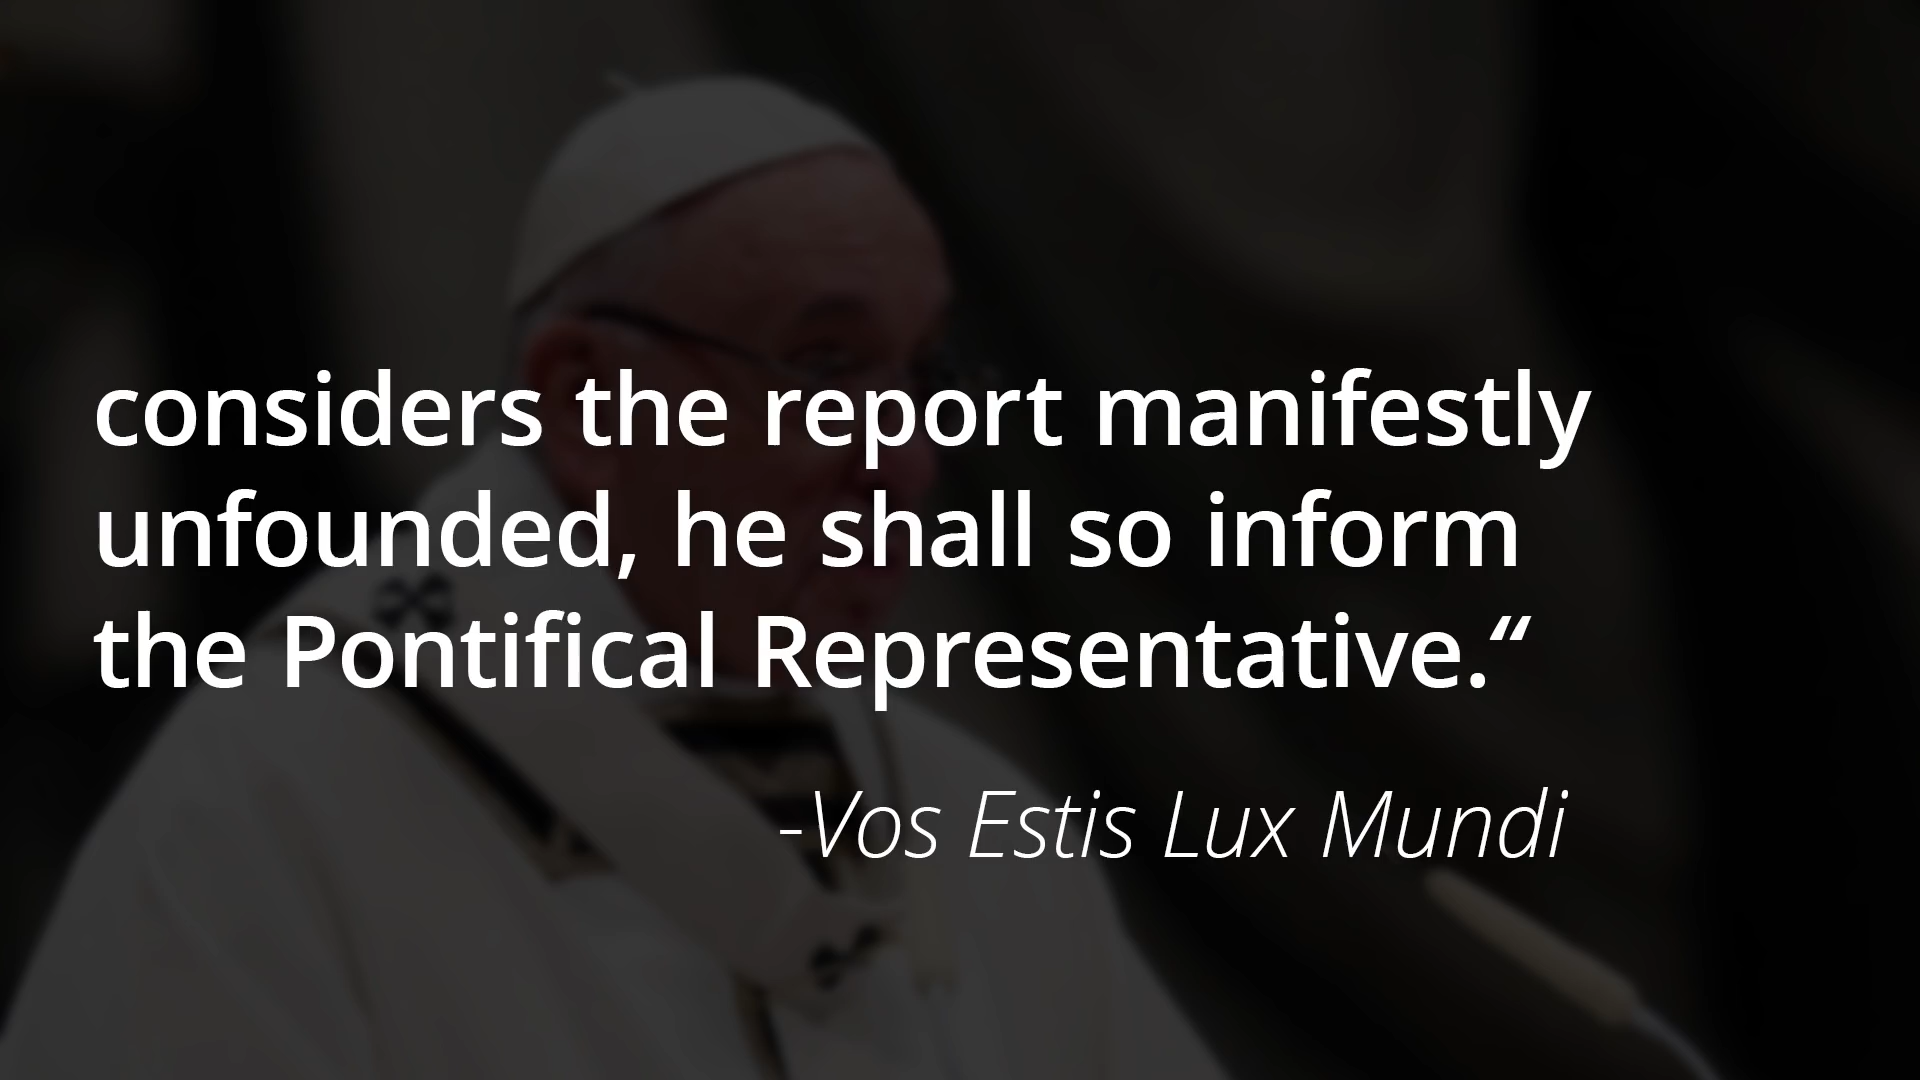 considers the report manifestly
unfounded, he shall so inform
the Pontifical Representative.“
-Vos Estis Lux Mundi